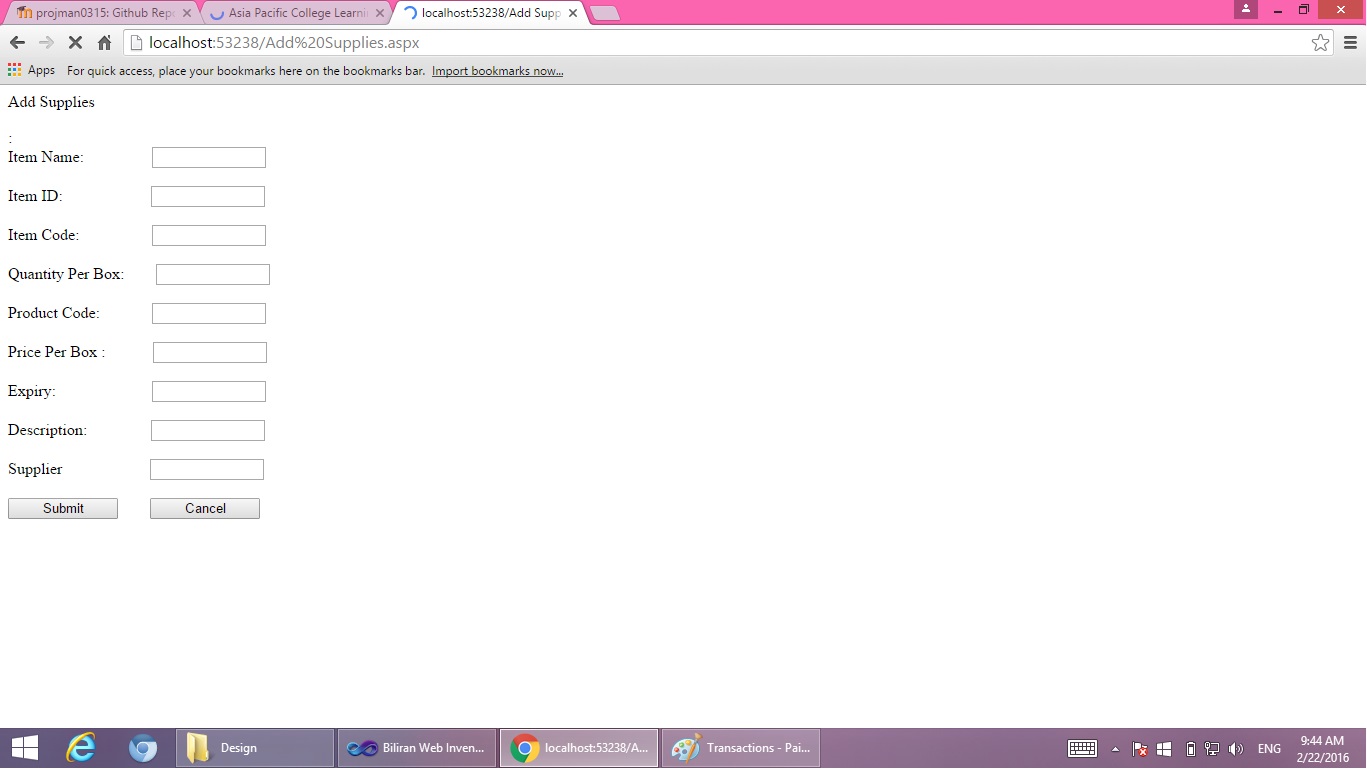 projman0315: Github Repo
Asia Pacific College Learni
localhost:53238/Add Supp
localhost:53238/Add%20Supplies.aspx
Apps For quick access, place your bookmarks here on the bookmarks bar. Import bookmarks now...
Add Supplies
:
Item Name:
Item ID:
Item Code:
Quantity Per Box:
Product Code:
Price Per Box :
Expiry:
Description:
Supplier
Submit Cancel
Design
Biliran Web Inven...
localhost:53238/A...
Transactions - Pai...
ENG
9:44 AM
2/22/2016